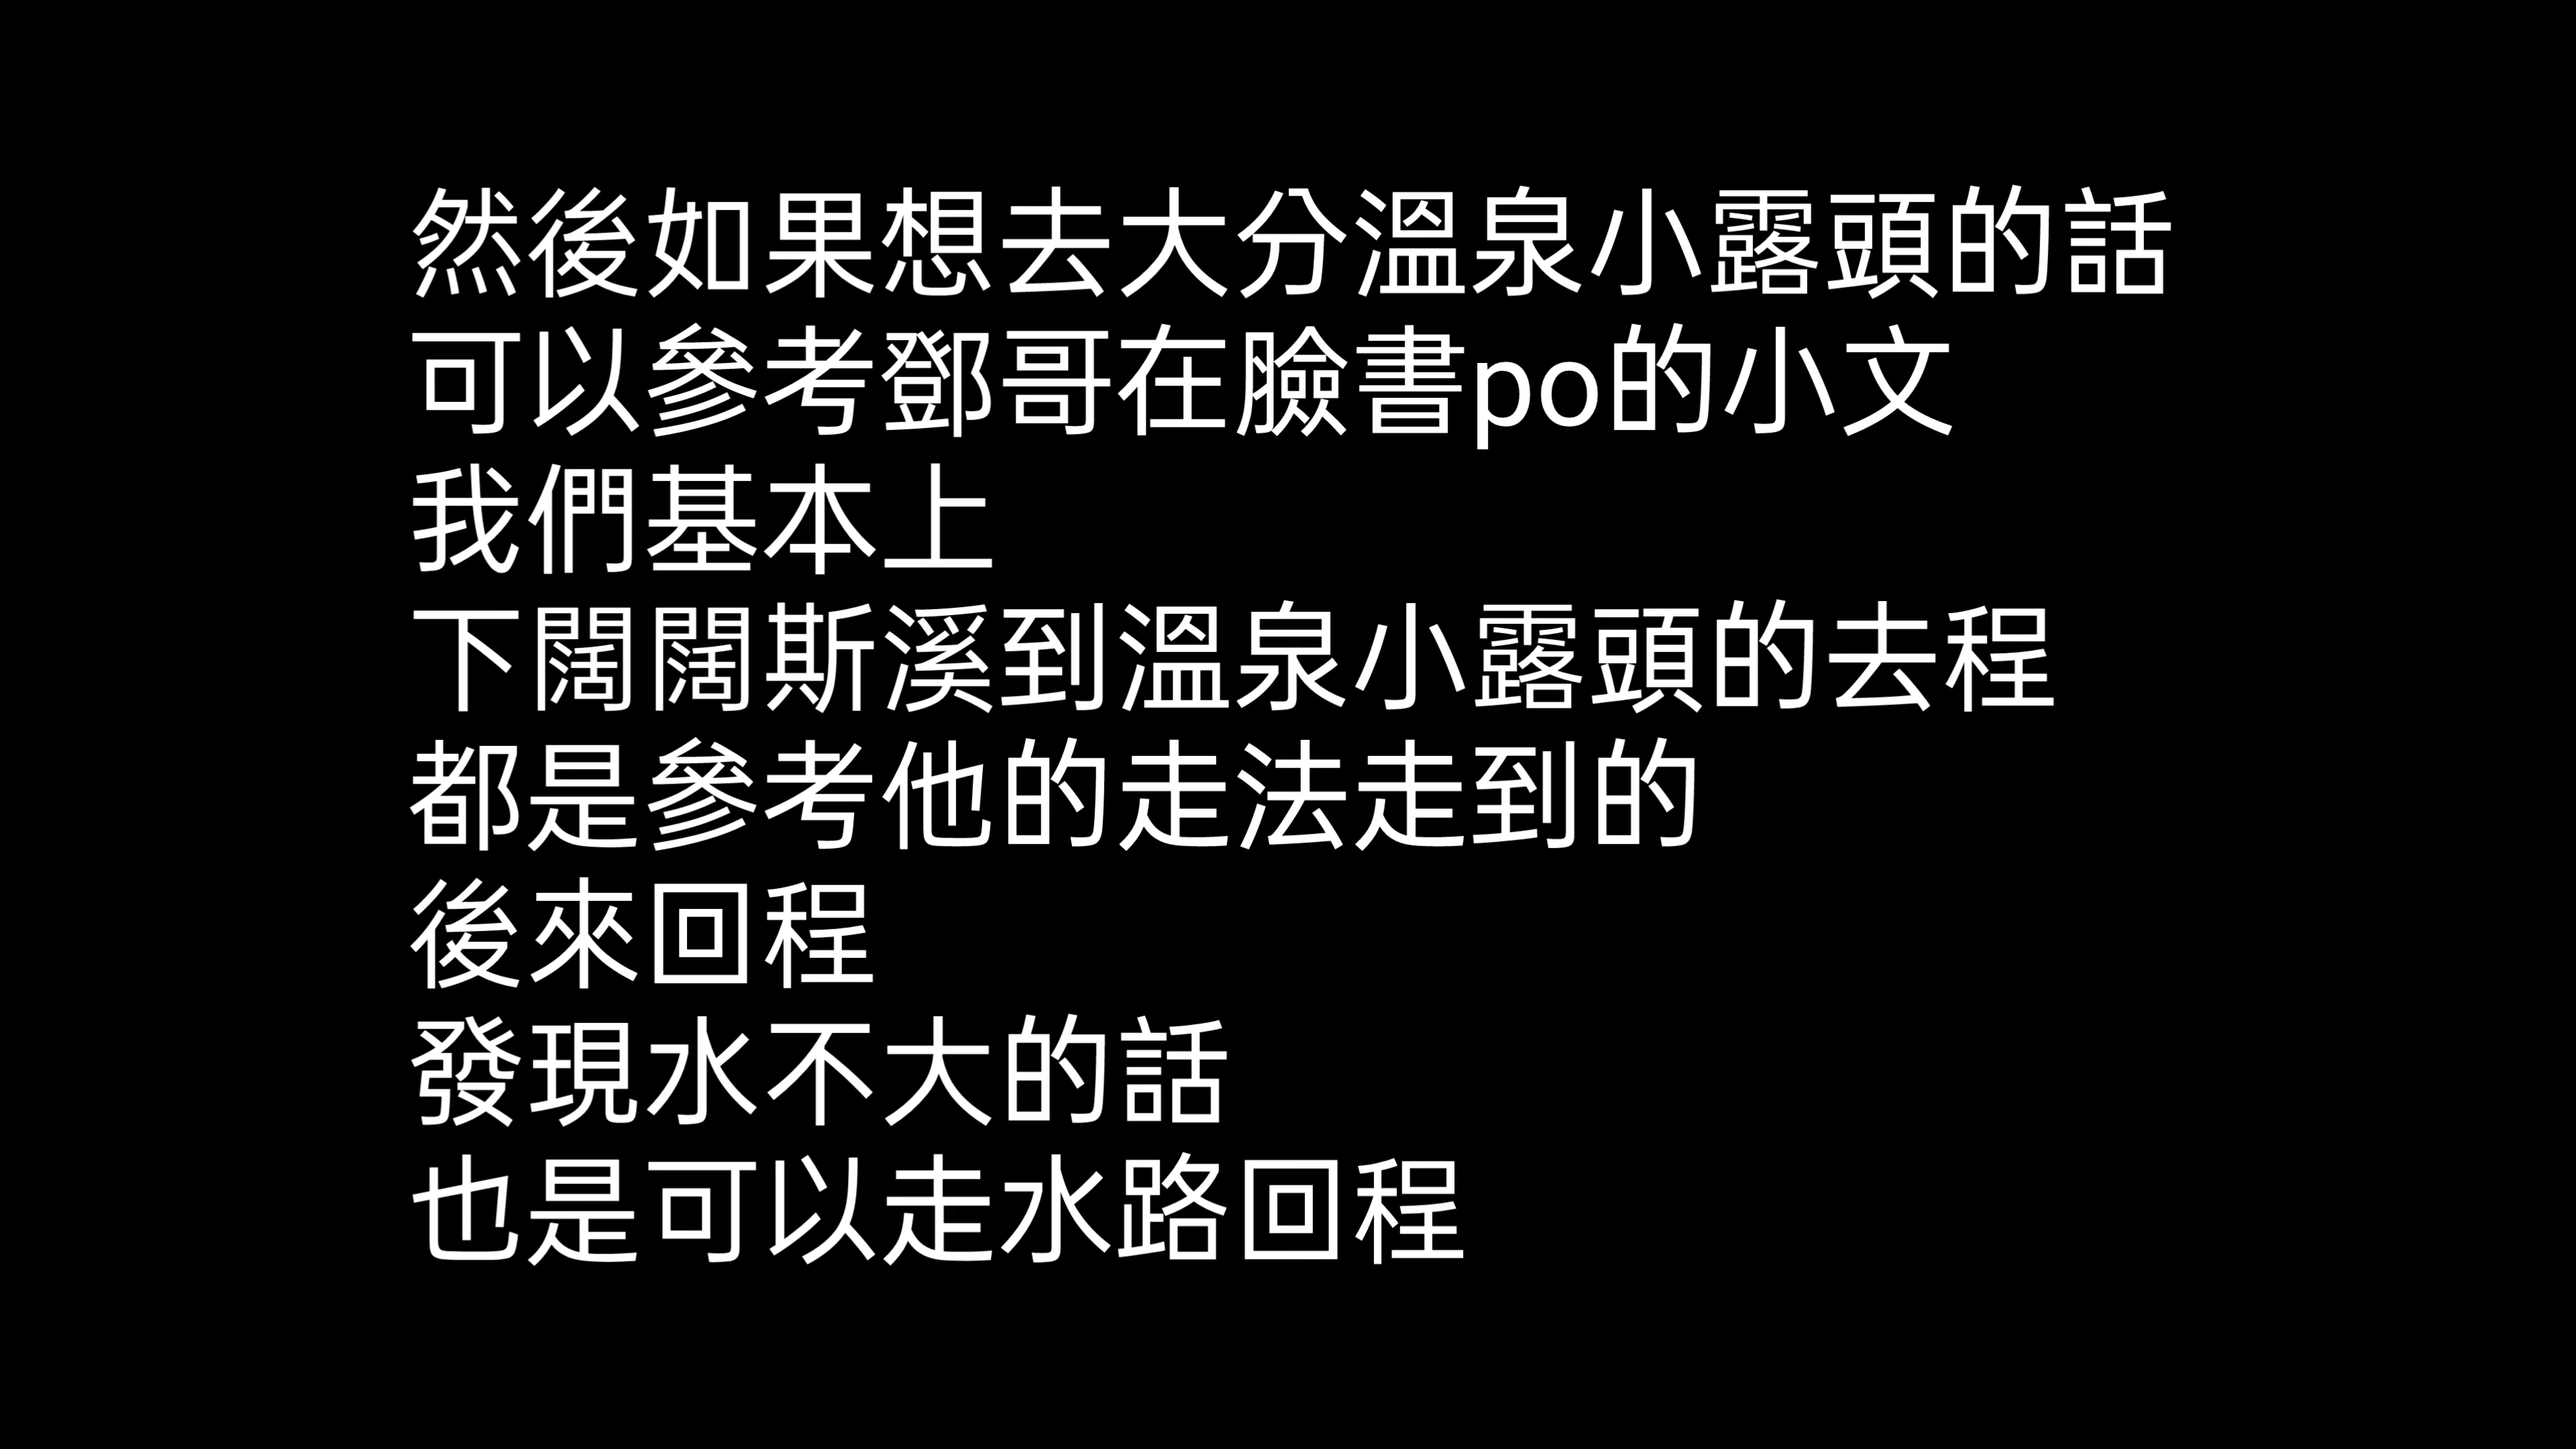 然後如果想去大分溫泉小露頭的話
可以參考鄧哥在臉書po的小文
我們基本上
下闊闊斯溪到溫泉小露頭的去程
都是參考他的走法走到的
後來回程
發現水不大的話
也是可以走水路回程